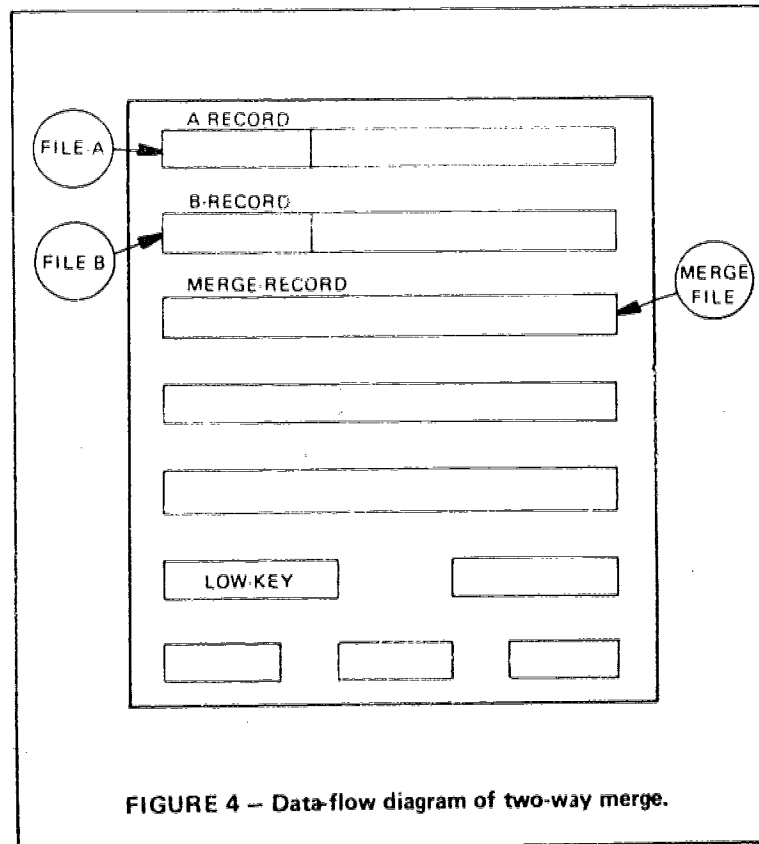 A RECORD
FILE-A
B-RECORD
FILE B
MERGE-RECORD
MERGE
FILE
LOW-KEY
FIGURE 4 – Data-flow diagram of two-way merge.